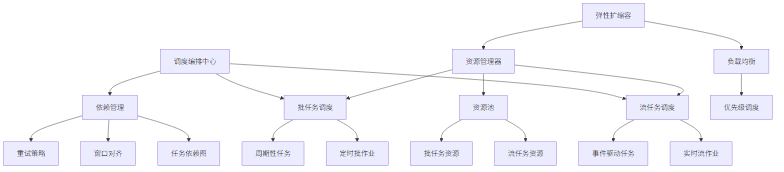 弹性扩缩容
调度编排中心
资源管理器
负载均衡
依赖管理
批任务调度
资源池
流任务调度
优先级调度
重试策略
窗口对齐
任务依赖图
周期性任务
定时批作业
批任务资源
流任务资源
事件驱动任务
实时流作业